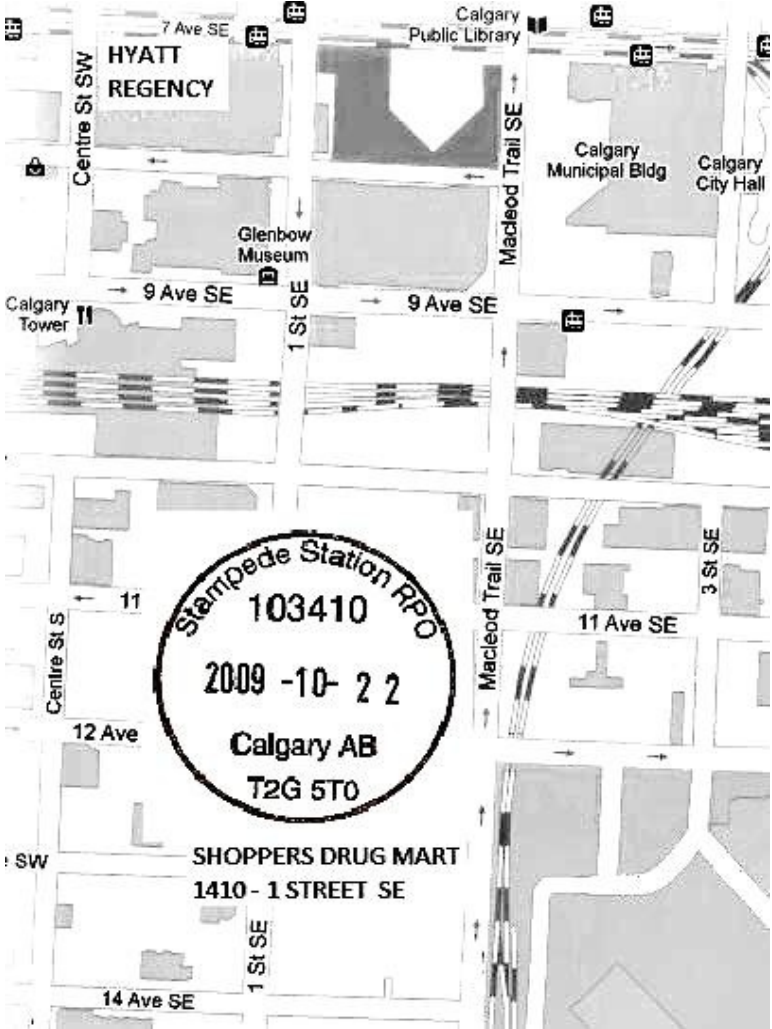 7 Ave SE
HYATT
REGENCY
Centre St SW
Calgary
Public Library
Macleod Trail SE
Calgary
Municipal Bldg
Calgary
City Hall
Glenbow
Museum
9 Ave SE
9 Ave SE
1 St SE
Calgary
Tower
Macleod Trail SE
3 St SE
11
11 Ave SE
Centre St S
12 Ave
Stampede Station RPO
103410
2009 -10- 22
Calgary AB
T2G 5T0
SHOPPERS DRUG MART
1410 - 1 STREET SE
SW
1 St SE
14 Ave SE